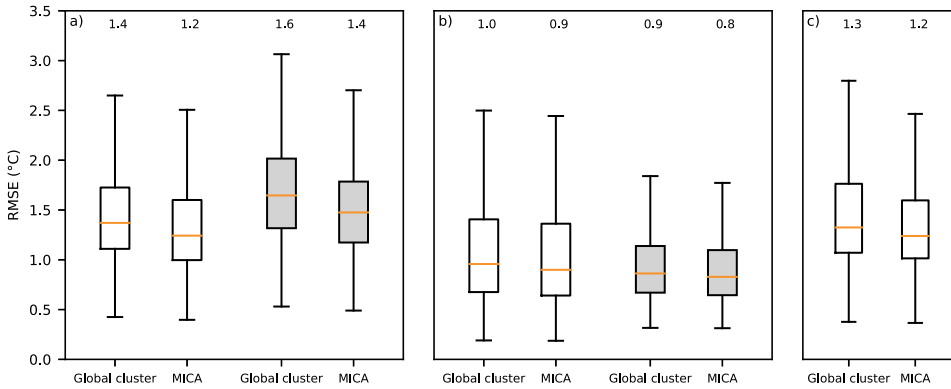 a) 1.4 1.2 1.6 1.4
b) 1.0 0.9 0.9 0.8
c) 1.3 1.2
RMSE (°C)
3.5
3.0
2.5
2.0
1.5
1.0
0.5
0.0
Global cluster MICA Global cluster MICA
Global cluster MICA Global cluster MICA
Global cluster MICA